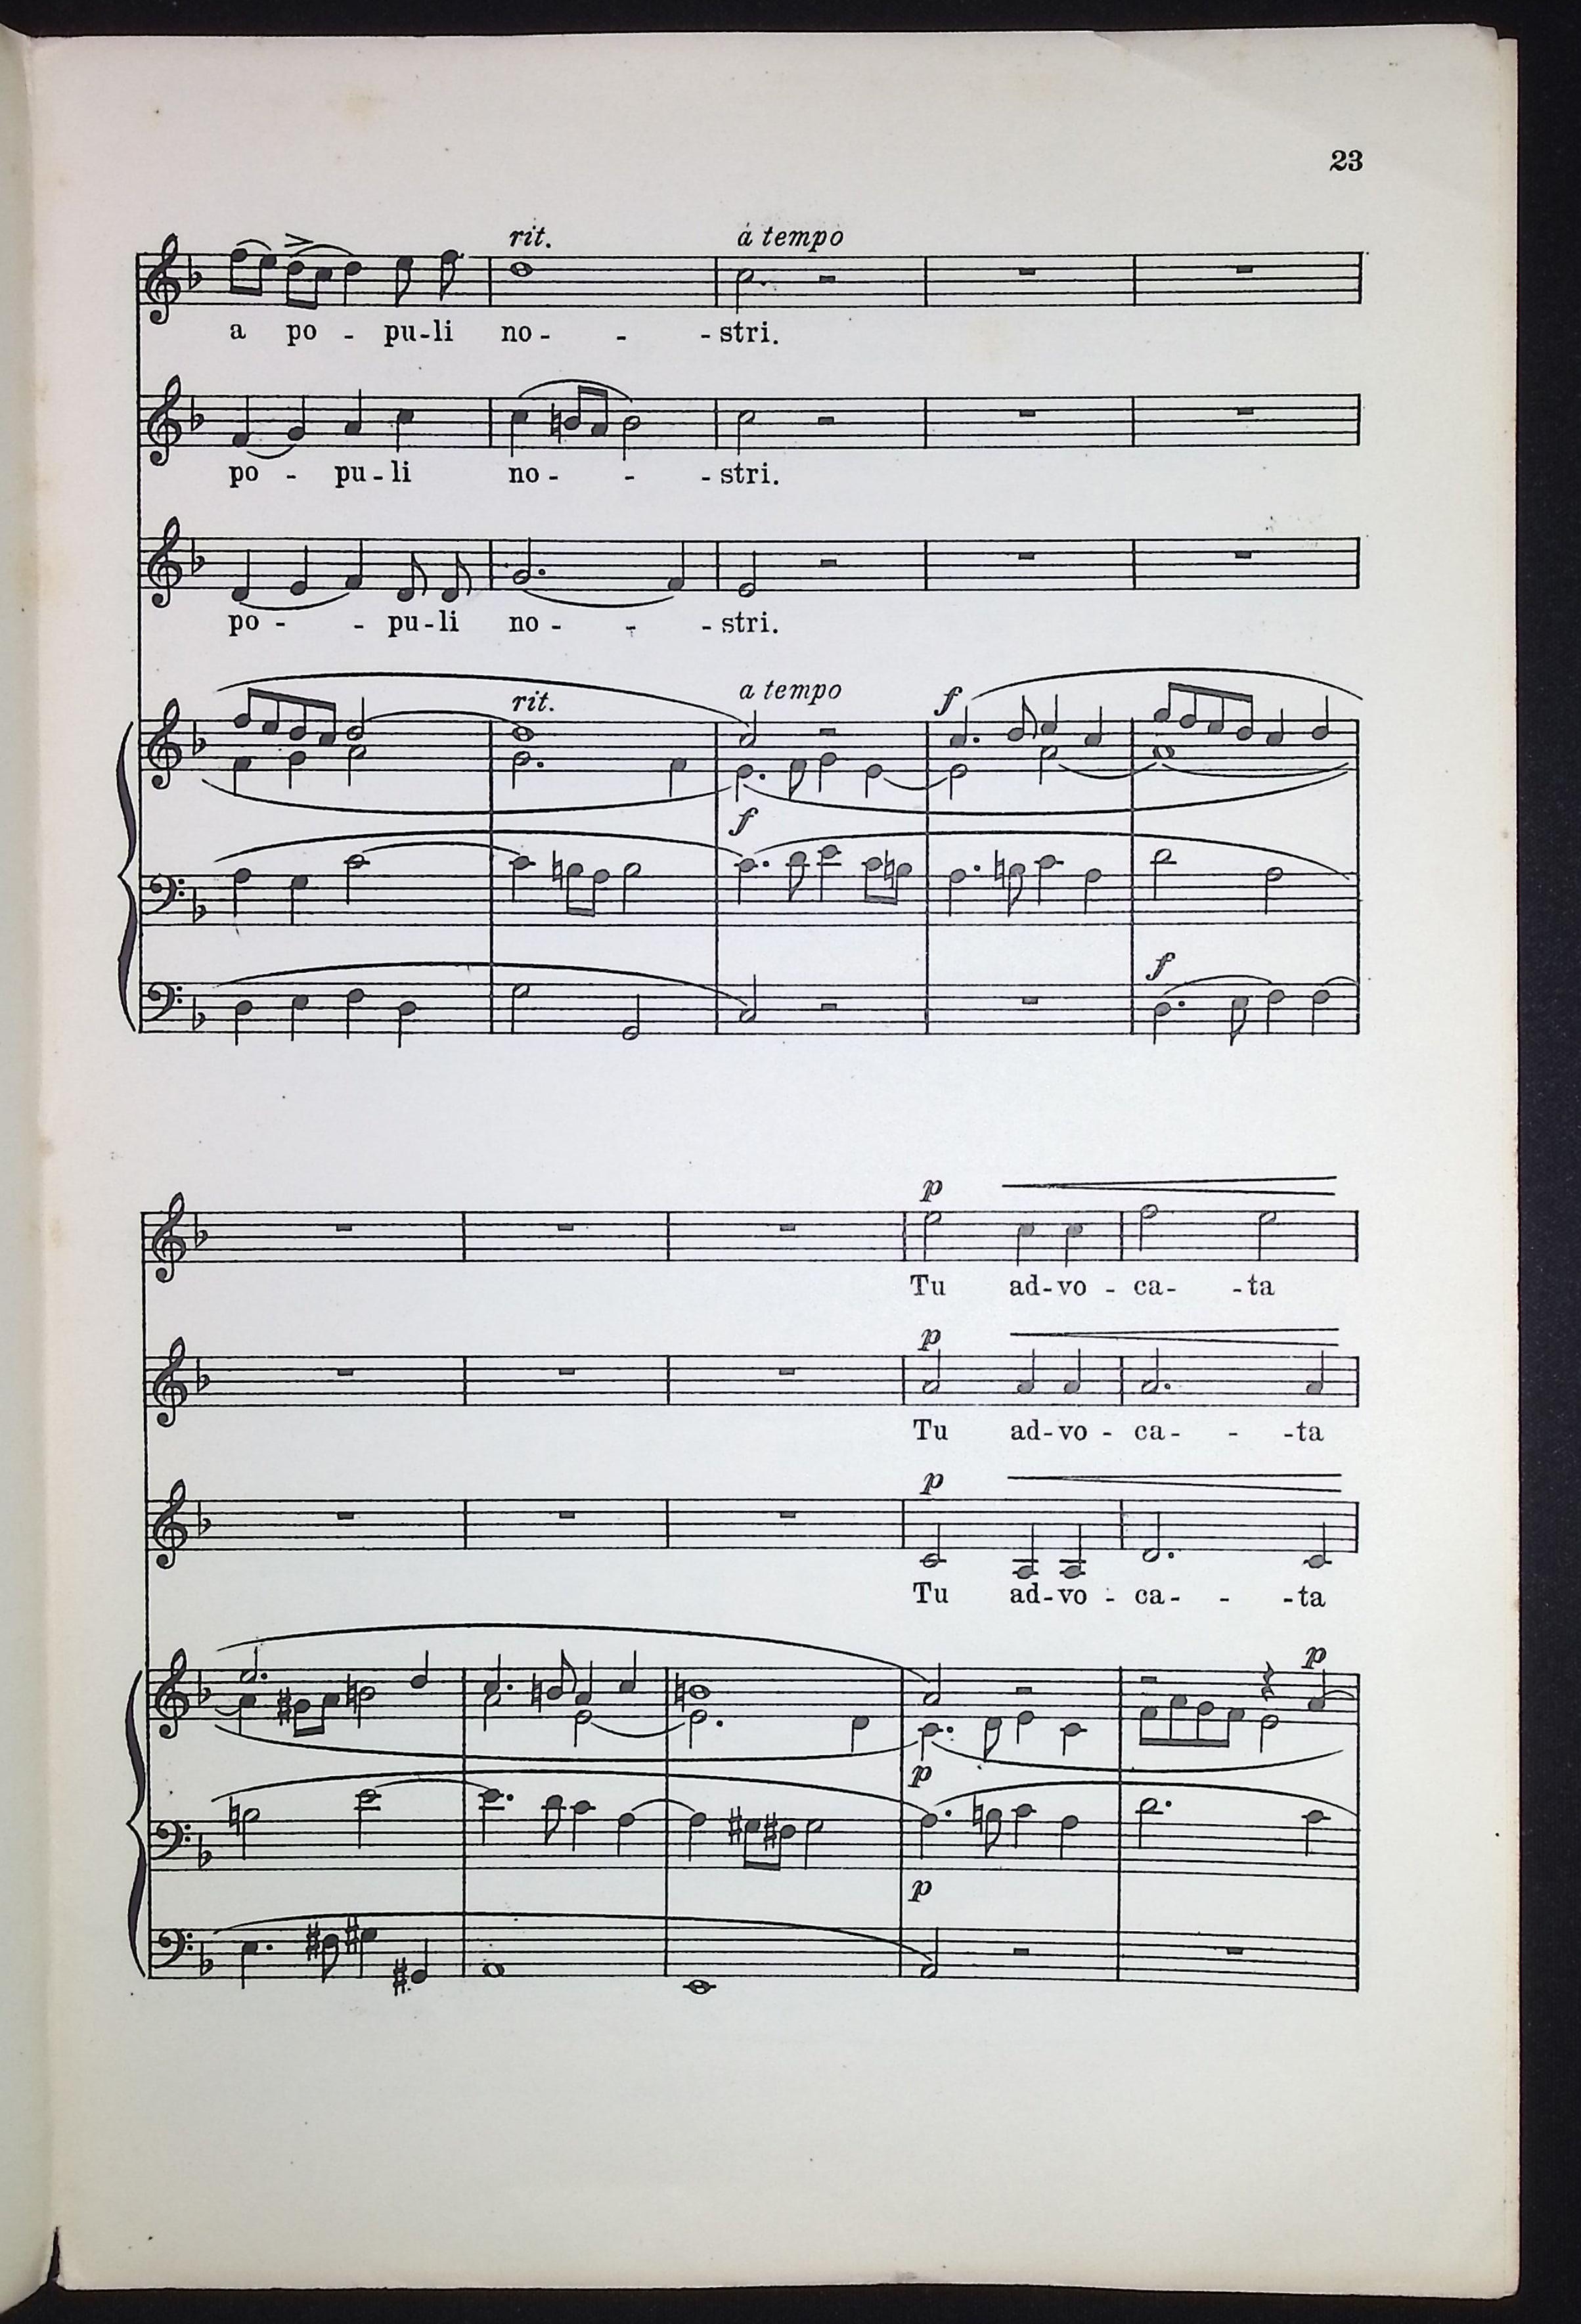 23
rit. a tempo
a po - pu-li no - - - stri.
po - pu-li no - - - stri.
po - - pu-li no - - - stri.
rit. a tempo f
f
f
p
Tu ad-vo - ca- -ta
p
Tu ad-vo - ca- - -ta
p
Tu ad-vo - ca- - -ta
p
p
p